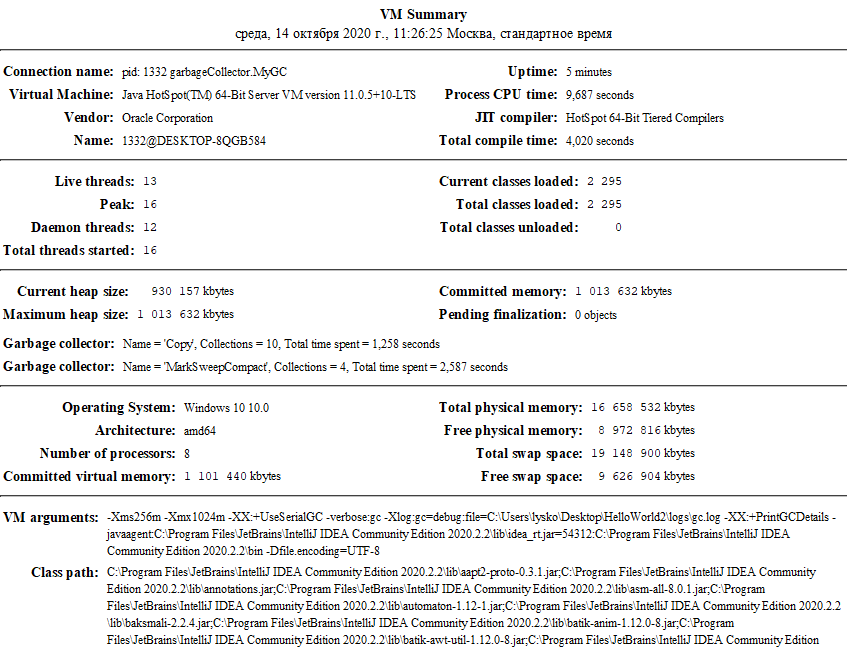 VM Summary
среда, 14 октября 2020 г., 11:26:25 Москва, стандартное время
Connection name: pid: 1332 garbageCollector.MyGC
Uptime: 5 minutes
Virtual Machine: Java HotSpot(TM) 64-Bit Server VM version 11.0.5+10-LTS
Process CPU time: 9,687 seconds
Vendor: Oracle Corporation
JIT compiler: HotSpot 64-Bit Tiered Compilers
Name: 1332@DESKTOP-8QGB584
Total compile time: 4,020 seconds
Live threads: 13
Current classes loaded: 2 295
Peak: 16
Total classes loaded: 2 295
Daemon threads: 12
Total classes unloaded: 0
Total threads started: 16
Current heap size: 930 157 kbytes
Committed memory: 1 013 632 kbytes
Maximum heap size: 1 013 632 kbytes
Pending finalization: 0 objects
Garbage collector: Name = 'Copy', Collections = 10, Total time spent = 1,258 seconds
Garbage collector: Name = 'MarkSweepCompact', Collections = 4, Total time spent = 2,587 seconds
Operating System: Windows 10 10.0
Total physical memory: 16 658 532 kbytes
Architecture: amd64
Free physical memory: 8 972 816 kbytes
Number of processors: 8
Total swap space: 19 148 900 kbytes
Committed virtual memory: 1 101 440 kbytes
Free swap space: 9 626 904 kbytes
VM arguments: -Xms256m -Xmx1024m -XX:+UseSerialGC -verbose:gc -Xlog:gc=debug:file=C:\Users\lysko\Desktop\HelloWorld2\logs\gc.log -XX:+PrintGCDetails -
javaagent:C:\Program Files\JetBrains\IntelliJ IDEA Community Edition 2020.2.2\lib\idea_rt.jar=54312:C:\Program Files\JetBrains\IntelliJ IDEA
Community Edition 2020.2.2\bin -Dfile.encoding=UTF-8
Class path: C:\Program Files\JetBrains\IntelliJ IDEA Community Edition 2020.2.2\lib\aapt2-proto-0.3.1.jar;C:\Program Files\JetBrains\IntelliJ IDEA Community
Edition 2020.2.2\lib\annotations.jar;C:\Program Files\JetBrains\IntelliJ IDEA Community Edition 2020.2.2\lib\asm-all-8.0.1.jar;C:\Program
Files\JetBrains\IntelliJ IDEA Community Edition 2020.2.2\lib\automaton-1.12-1.jar;C:\Program Files\JetBrains\IntelliJ IDEA Community Edition 2020.2.2
\lib\baksmali-2.2.4.jar;C:\Program Files\JetBrains\IntelliJ IDEA Community Edition 2020.2.2\lib\batik-anim-1.12.0-8.jar;C:\Program
Files\JetBrains\IntelliJ IDEA Community Edition 2020.2.2\lib\batik-awt-util-1.12.0-8.jar;C:\Program Files\JetBrains\IntelliJ IDEA Community Edition